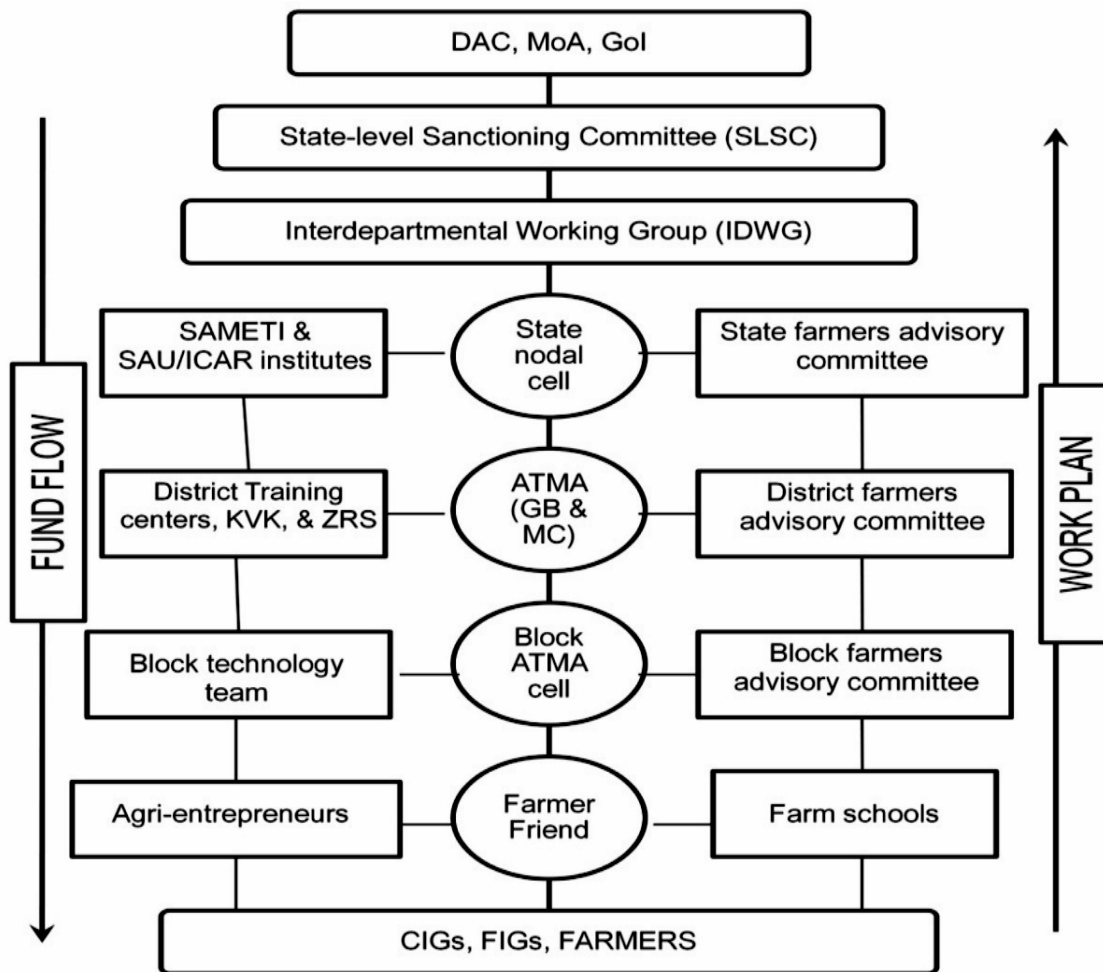 DAC, MoA, GoI
State-level Sanctioning Committee (SLSC)
Interdepartmental Working Group (IDWG)
SAMETI &
SAU/ICAR institutes
State
nodal
cell
State farmers advisory
committee
FUND FLOW
District Training
centers, KVK, & ZRS
ATMA
(GB &
MC)
District farmers
advisory committee
WORK PLAN
Block technology
team
Block
ATMA
cell
Block farmers
advisory committee
Agri-entrepreneurs
Farmer
Friend
Farm schools
CIGs, FIGs, FARMERS